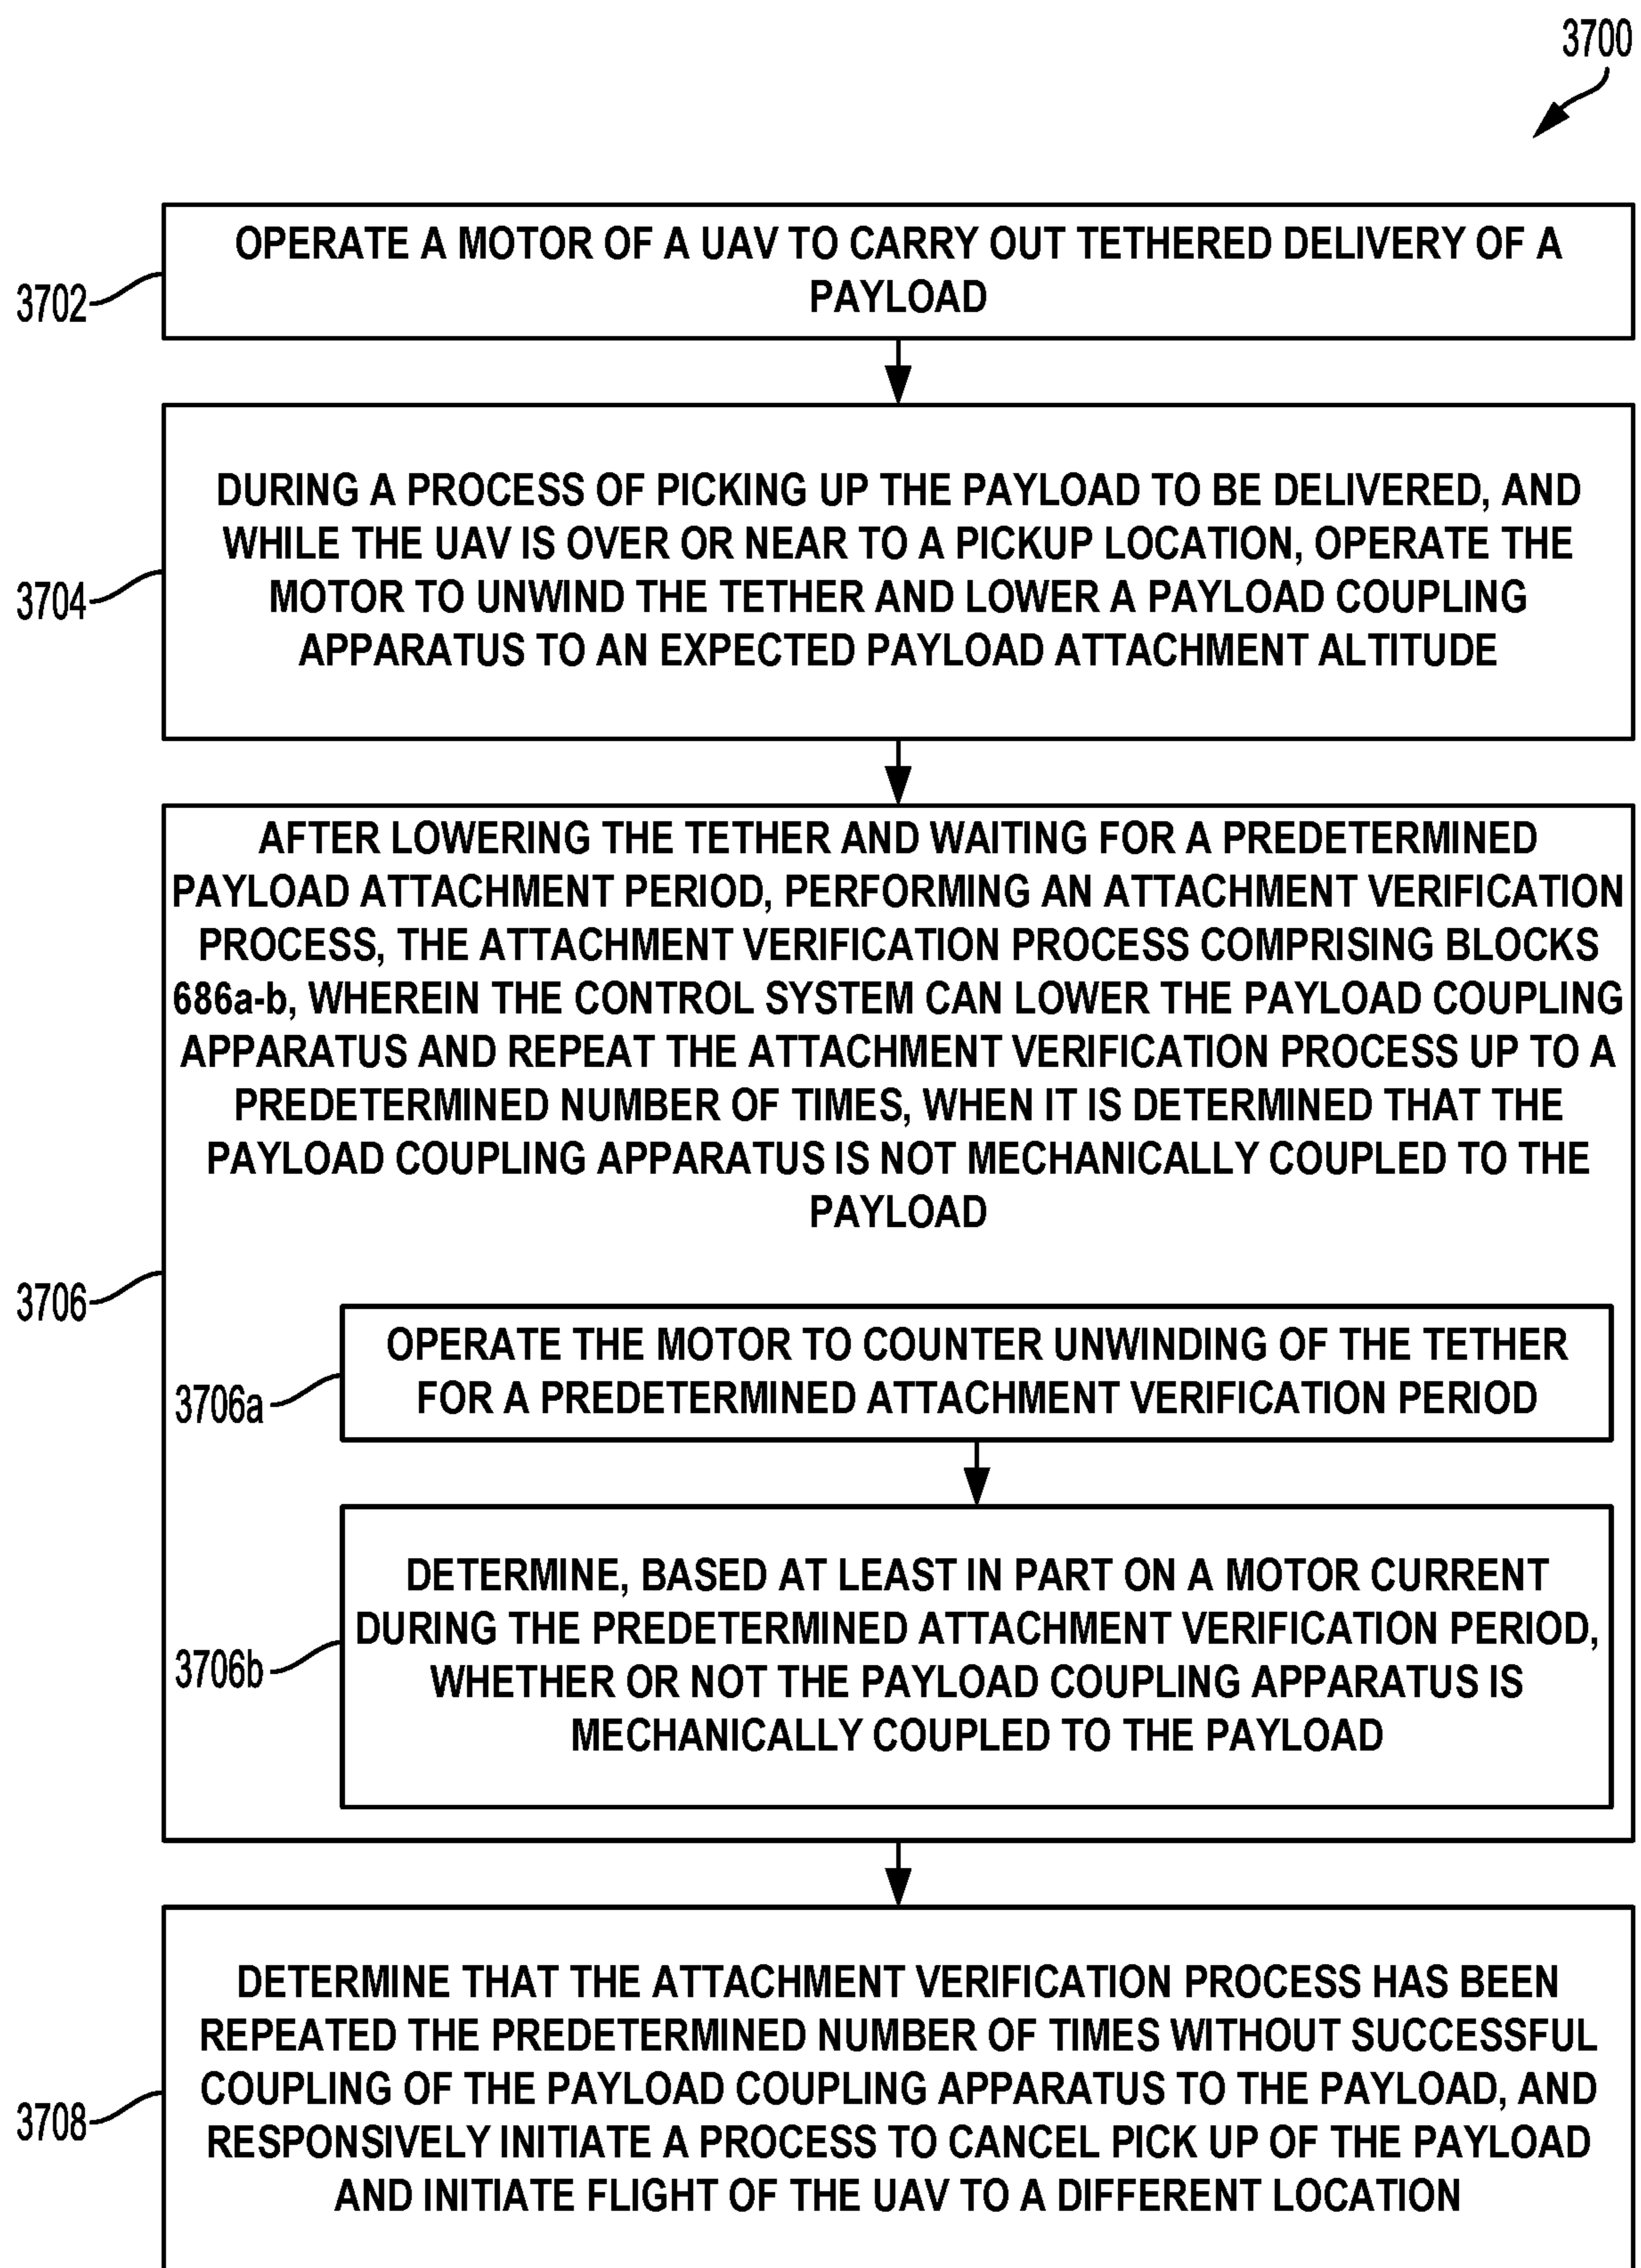 3700
OPERATE A MOTOR OF A UAV TO CARRY OUT TETHERED DELIVERY OF A
PAYLOAD
3702
DURING A PROCESS OF PICKING UP THE PAYLOAD TO BE DELIVERED, AND
WHILE THE UAV IS OVER OR NEAR TO A PICKUP LOCATION, OPERATE THE
MOTOR TO UNWIND THE TETHER AND LOWER A PAYLOAD COUPLING
APPARATUS TO AN EXPECTED PAYLOAD ATTACHMENT ALTITUDE
3704
AFTER LOWERING THE TETHER AND WAITING FOR A PREDETERMINED
PAYLOAD ATTACHMENT PERIOD, PERFORMING AN ATTACHMENT VERIFICATION
PROCESS, THE ATTACHMENT VERIFICATION PROCESS COMPRISING BLOCKS
686a-b, WHEREIN THE CONTROL SYSTEM CAN LOWER THE PAYLOAD COUPLING
APPARATUS AND REPEAT THE ATTACHMENT VERIFICATION PROCESS UP TO A
PREDETERMINED NUMBER OF TIMES, WHEN IT IS DETERMINED THAT THE
PAYLOAD COUPLING APPARATUS IS NOT MECHANICALLY COUPLED TO THE
PAYLOAD
3706
OPERATE THE MOTOR TO COUNTER UNWINDING OF THE TETHER
FOR A PREDETERMINED ATTACHMENT VERIFICATION PERIOD
3706a
DETERMINE, BASED AT LEAST IN PART ON A MOTOR CURRENT
DURING THE PREDETERMINED ATTACHMENT VERIFICATION PERIOD,
WHETHER OR NOT THE PAYLOAD COUPLING APPARATUS IS
MECHANICALLY COUPLED TO THE PAYLOAD
3706b
DETERMINE THAT THE ATTACHMENT VERIFICATION PROCESS HAS BEEN
REPEATED THE PREDETERMINED NUMBER OF TIMES WITHOUT SUCCESSFUL
COUPLING OF THE PAYLOAD COUPLING APPARATUS TO THE PAYLOAD, AND
RESPONSIVELY INITIATE A PROCESS TO CANCEL PICK UP OF THE PAYLOAD
AND INITIATE FLIGHT OF THE UAV TO A DIFFERENT LOCATION
3708